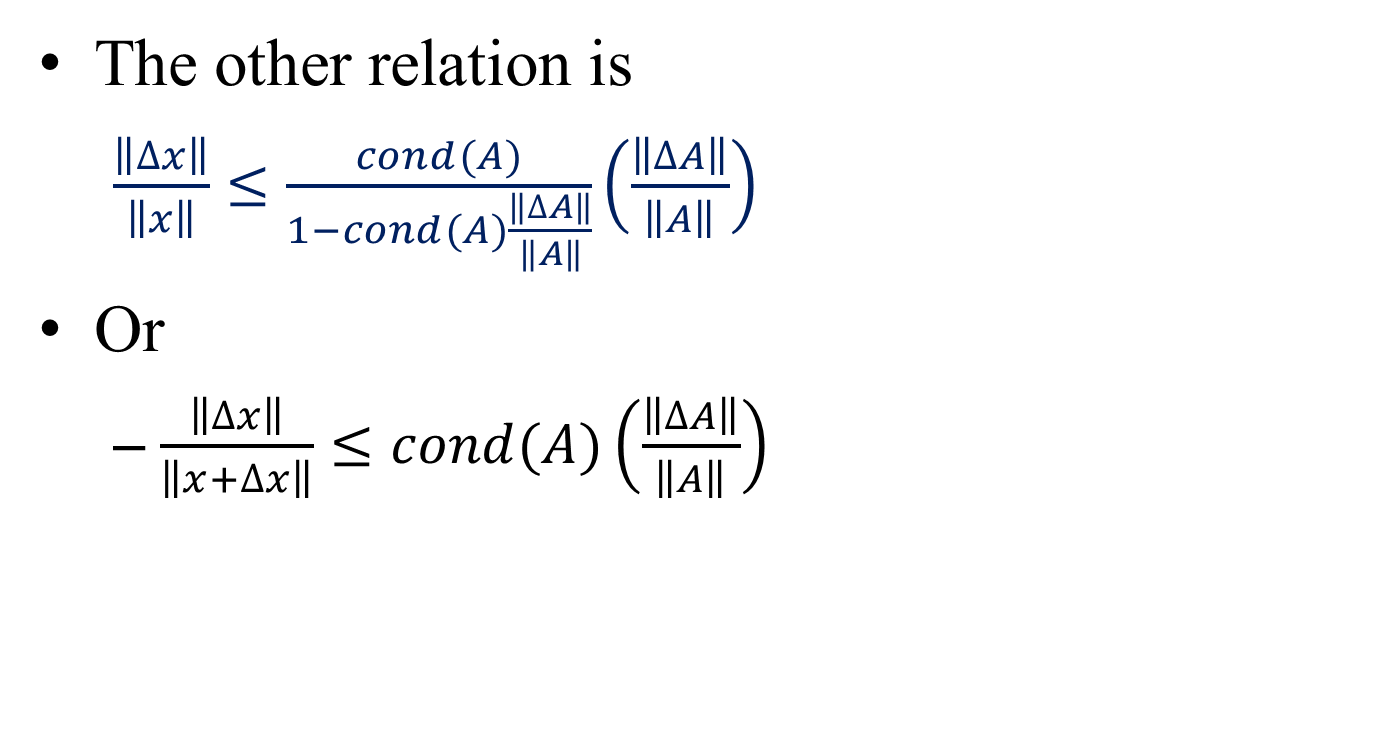 • The other relation is
‖Δx‖/‖x‖ ≤ cond(A)/(1−cond(A)‖ΔA‖/‖A‖) (‖ΔA‖/‖A‖)
• Or
−‖Δx‖/‖x+Δx‖ ≤ cond(A) (‖ΔA‖/‖A‖)